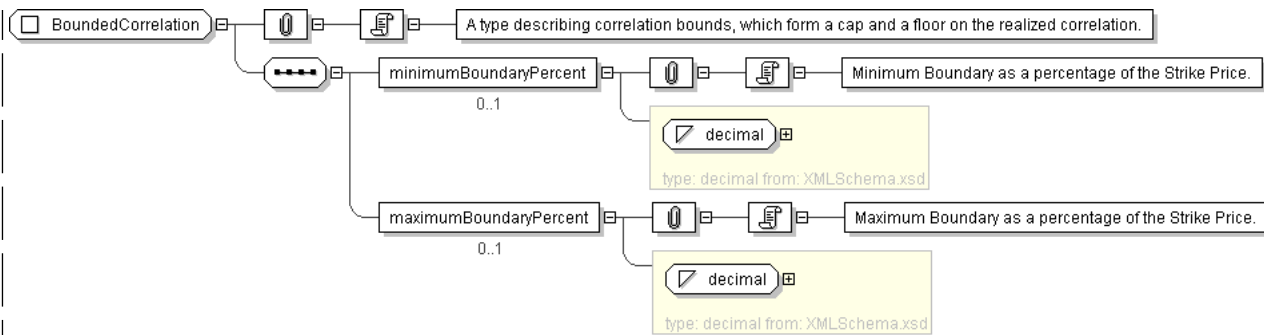 BoundedCorrelation
A type describing correlation bounds, which form a cap and a floor on the realized correlation.
minimumBoundaryPercent
Minimum Boundary as a percentage of the Strike Price.
0..1
decimal
type: decimal from: XMLSchema.xsd
maximumBoundaryPercent
Maximum Boundary as a percentage of the Strike Price.
0..1
decimal
type: decimal from: XMLSchema.xsd